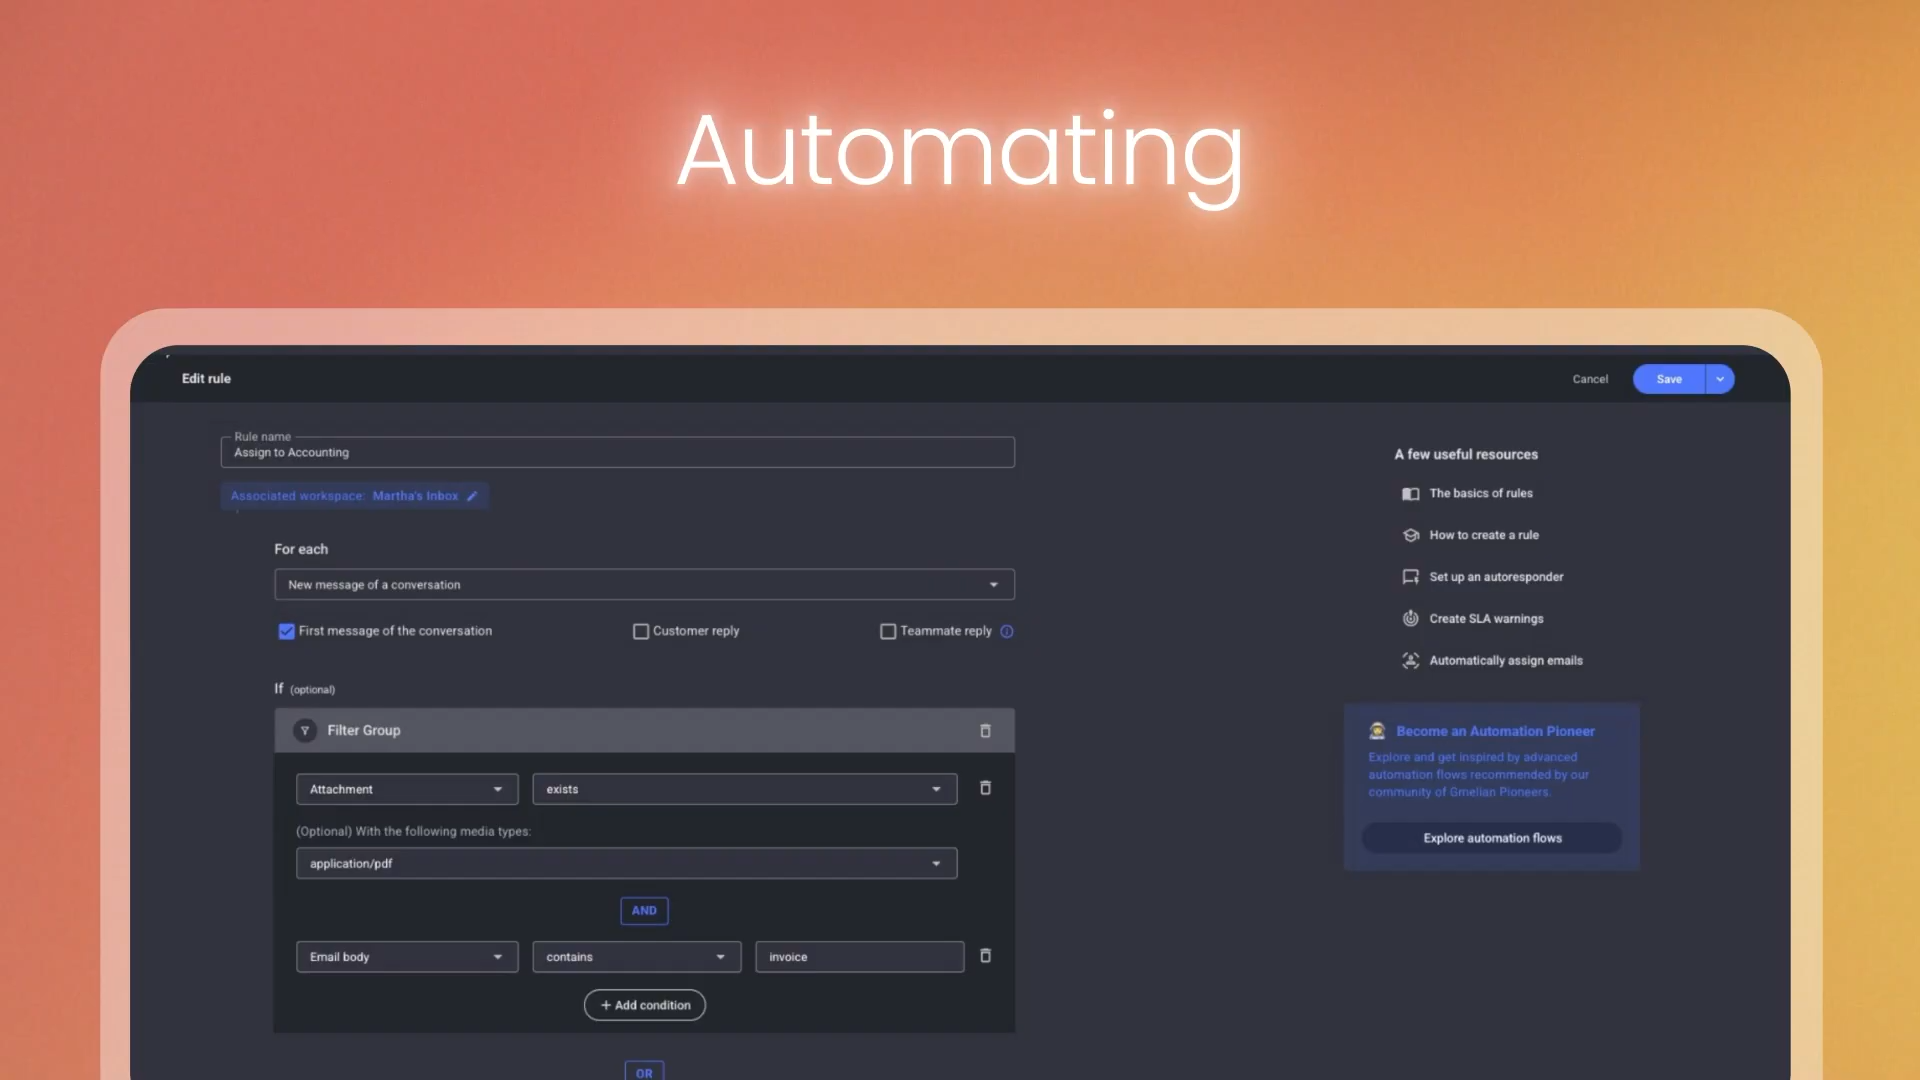 Automating
Edit rule
Cancel
Save
Rule name
Assign to Accounting
Associated workspace: Martha's Inbox
For each
New message of a conversation
First message of the conversation
Customer reply
Teammate reply
If (optional)
Filter Group
Attachment
exists
(Optional) With the following media types:
application/pdf
AND
Email body
contains
invoice
+ Add condition
OR
A few useful resources
The basics of rules
How to create a rule
Set up an autoresponder
Create SLA warnings
Automatically assign emails
Become an Automation Pioneer
Explore and get inspired by advanced
automation flows recommended by our
community of Gmelian Pioneers.
Explore automation flows